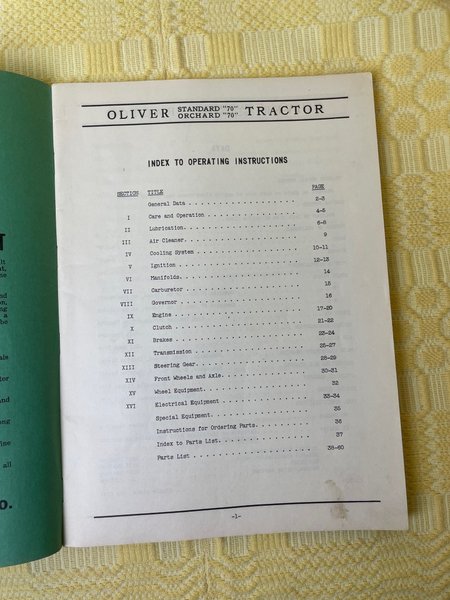 OLIVER STANDARD "70" ORCHARD "70" TRACTOR
INDEX TO OPERATING INSTRUCTIONS
SECTION TITLE PAGE
General Data 2-3
I Care and Operation 4-5
II Lubrication 6-8
III Air Cleaner 9
IV Cooling System 10-11
V Ignition 12-13
VI Manifolds 14
VII Carburetor 15
VIII Governor 16
IX Engine 17-20
X Clutch 21-22
XI Brakes 23-24
XII Transmission 25-27
XIII Steering Gear 28-29
XIV Front Wheels and Axle 30-31
XV Wheel Equipment 32
XVI Electrical Equipment 33-34
Special Equipment 35
Instructions for Ordering Parts 36
Index to Parts List 37
Parts List 38-60
-1-